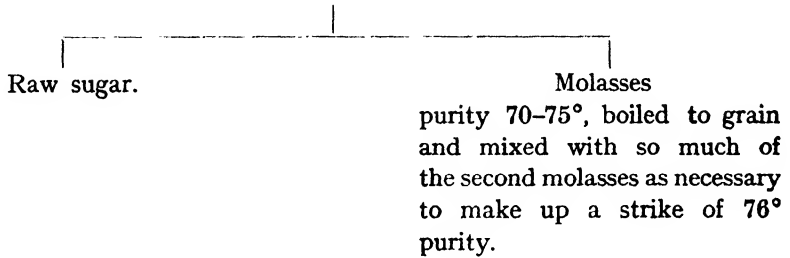 Raw sugar.
Molasses
purity 70–75°, boiled to grain
and mixed with so much of
the second molasses as necessary
to make up a strike of 76°
purity.